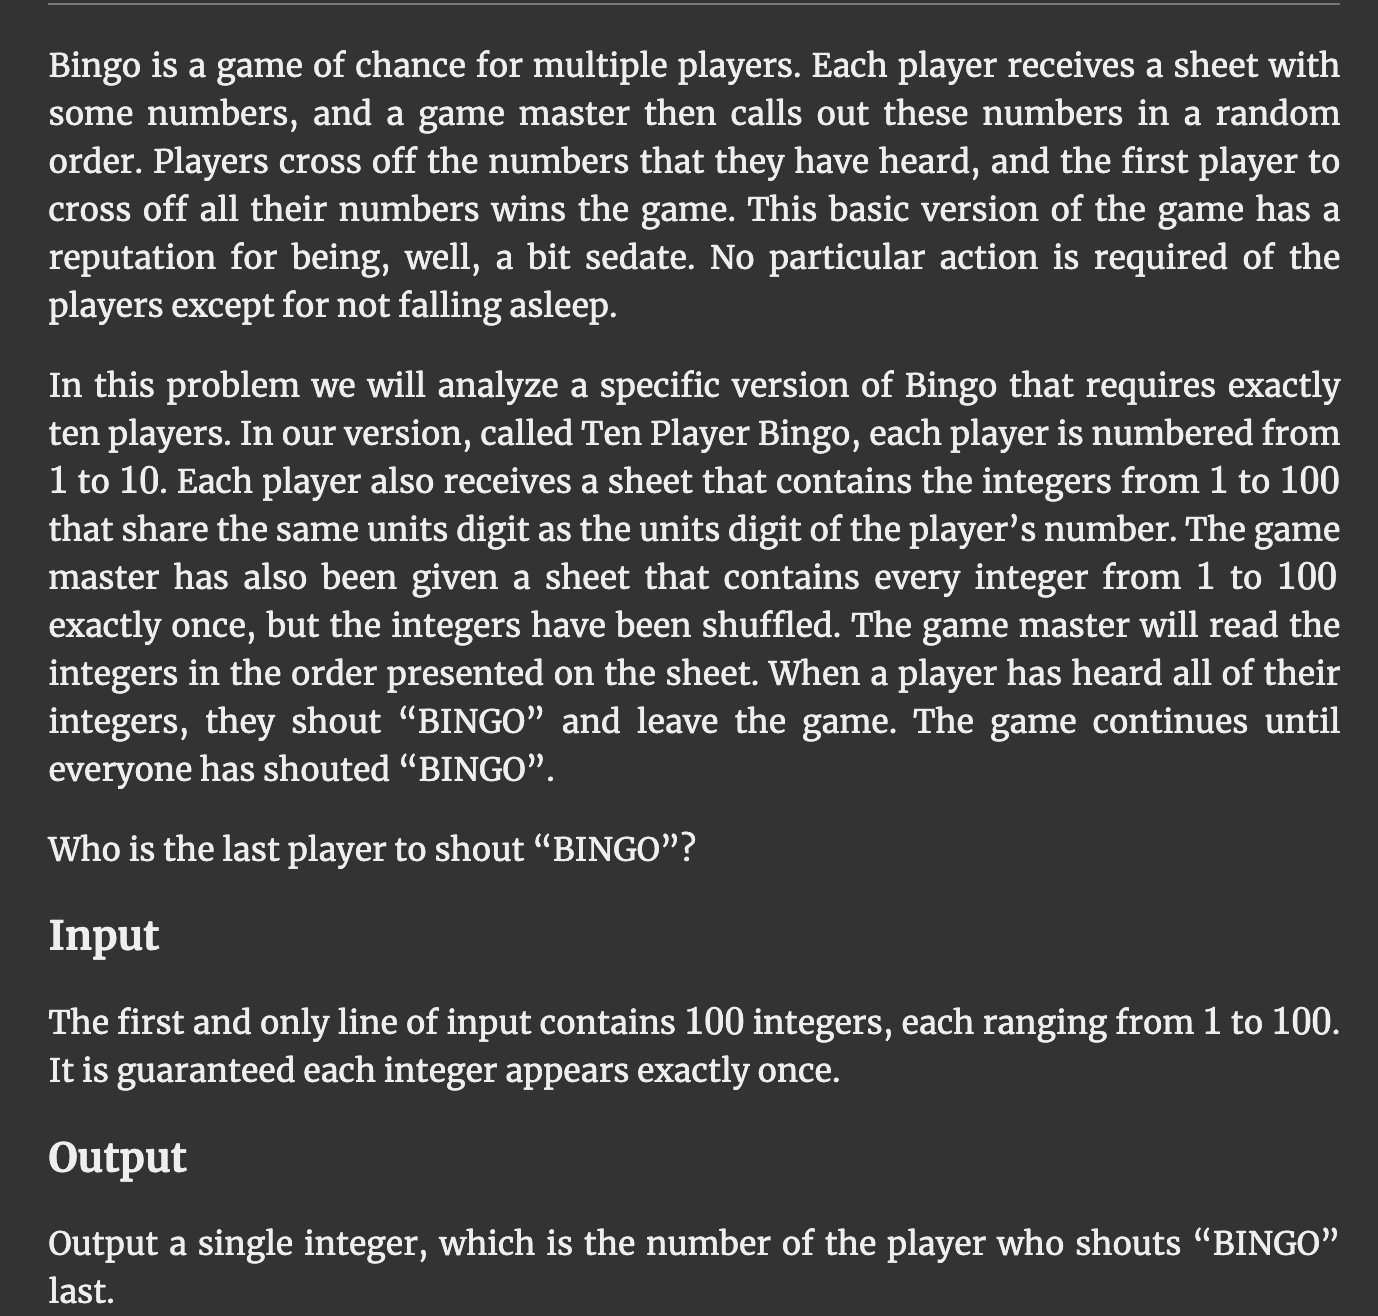 Bingo is a game of chance for multiple players. Each player receives a sheet with
some numbers, and a game master then calls out these numbers in a random
order. Players cross off the numbers that they have heard, and the first player to
cross off all their numbers wins the game. This basic version of the game has a
reputation for being, well, a bit sedate. No particular action is required of the
players except for not falling asleep.
In this problem we will analyze a specific version of Bingo that requires exactly
ten players. In our version, called Ten Player Bingo, each player is numbered from
1 to 10. Each player also receives a sheet that contains the integers from 1 to 100
that share the same units digit as the units digit of the player’s number. The game
master has also been given a sheet that contains every integer from 1 to 100
exactly once, but the integers have been shuffled. The game master will read the
integers in the order presented on the sheet. When a player has heard all of their
integers, they shout “BINGO” and leave the game. The game continues until
everyone has shouted “BINGO”.
Who is the last player to shout “BINGO”?
Input
The first and only line of input contains 100 integers, each ranging from 1 to 100.
It is guaranteed each integer appears exactly once.
Output
Output a single integer, which is the number of the player who shouts “BINGO”
last.